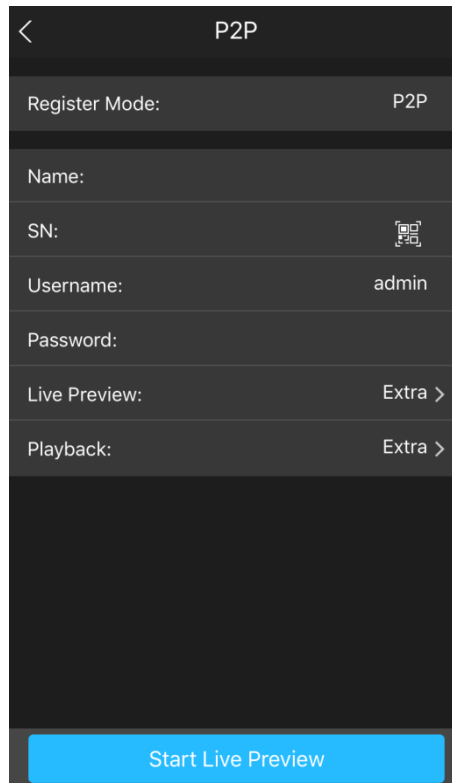 P2P
Register Mode: P2P
Name:
SN:
Username: admin
Password:
Live Preview: Extra >
Playback: Extra >
Start Live Preview